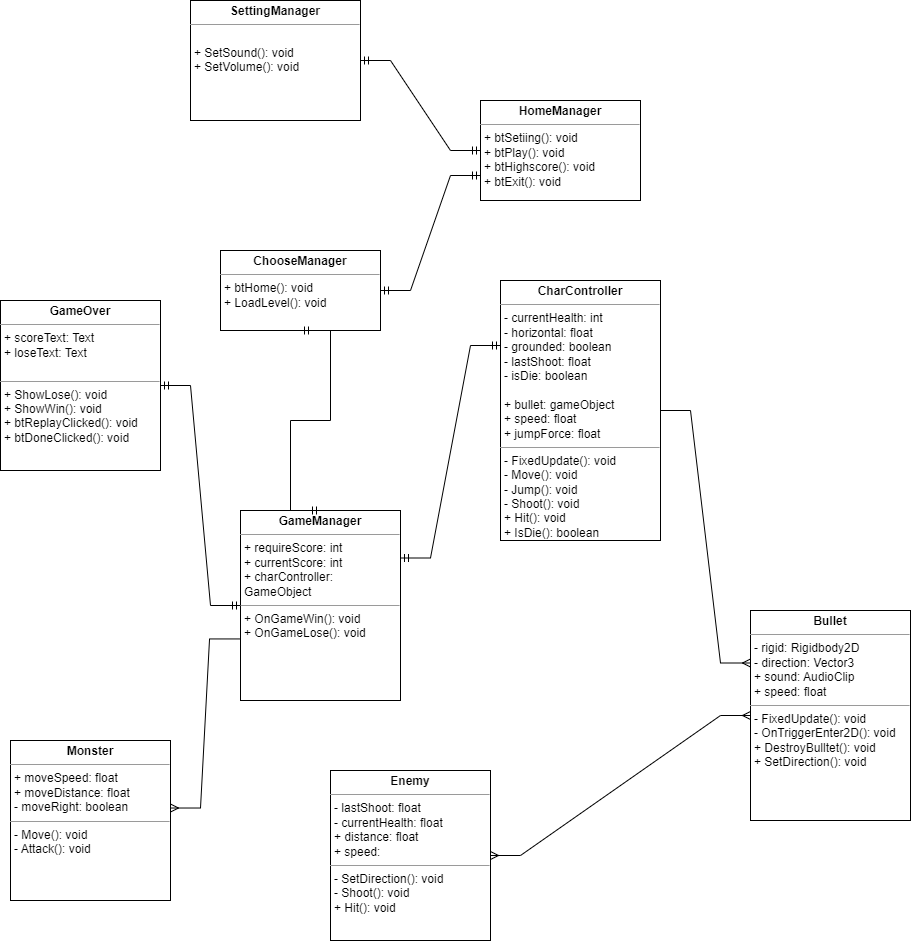 SettingManager
+ SetSound(): void
+ SetVolume(): void
HomeManager
+ btSetiing(): void
+ btPlay(): void
+ btHighscore(): void
+ btExit(): void
ChooseManager
+ btHome(): void
+ LoadLevel(): void
GameOver
+ scoreText: Text
+ loseText: Text
+ ShowLose(): void
+ ShowWin(): void
+ btReplayClicked(): void
+ btDoneClicked(): void
CharController
- currentHealth: int
- horizontal: float
- grounded: boolean
- lastShoot: float
- isDie: boolean
+ bullet: gameObject
+ speed: float
+ jumpForce: float
- FixedUpdate(): void
- Move(): void
- Jump(): void
- Shoot(): void
+ Hit(): void
+ IsDie(): boolean
GameManager
+ requireScore: int
+ currentScore: int
+ charController:
GameObject
+ OnGameWin(): void
+ OnGameLose(): void
Bullet
- rigid: Rigidbody2D
- direction: Vector3
+ sound: AudioClip
+ speed: float
- FixedUpdate(): void
- OnTriggerEnter2D(): void
+ DestroyBulltet(): void
+ SetDirection(): void
Monster
+ moveSpeed: float
+ moveDistance: float
- moveRight: boolean
- Move(): void
- Attack(): void
Enemy
- lastShoot: float
- currentHealth: float
+ distance: float
+ speed:
- SetDirection(): void
- Shoot(): void
+ Hit(): void